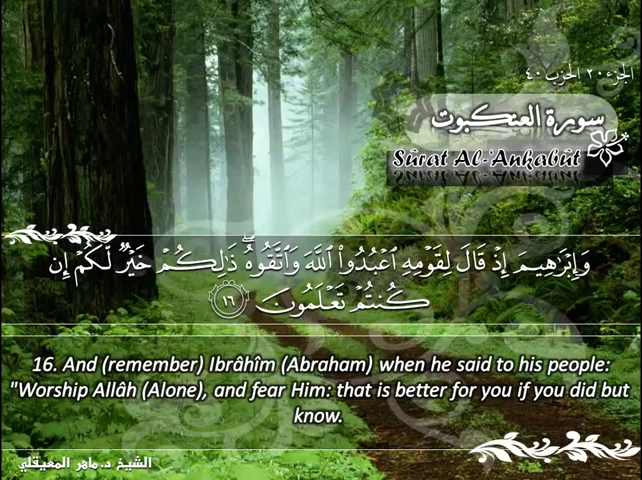 الجزء ٢٠ الحزب ٤٠
سورة العنكبوت
Sûrat Al-'Ankabût
وَإِبْرَٰهِيمَ إِذْ قَالَ لِقَوْمِهِ ٱعْبُدُوا۟ ٱللَّهَ وَٱتَّقُوهُ ۖ ذَٰلِكُمْ خَيْرٌ لَّكُمْ إِن
كُنتُمْ تَعْلَمُونَ ١٦
16. And (remember) Ibrâhîm (Abraham) when he said to his people:
"Worship Allâh (Alone), and fear Him: that is better for you if you did but
know.
الشيخ د. ماهر المعيقلي